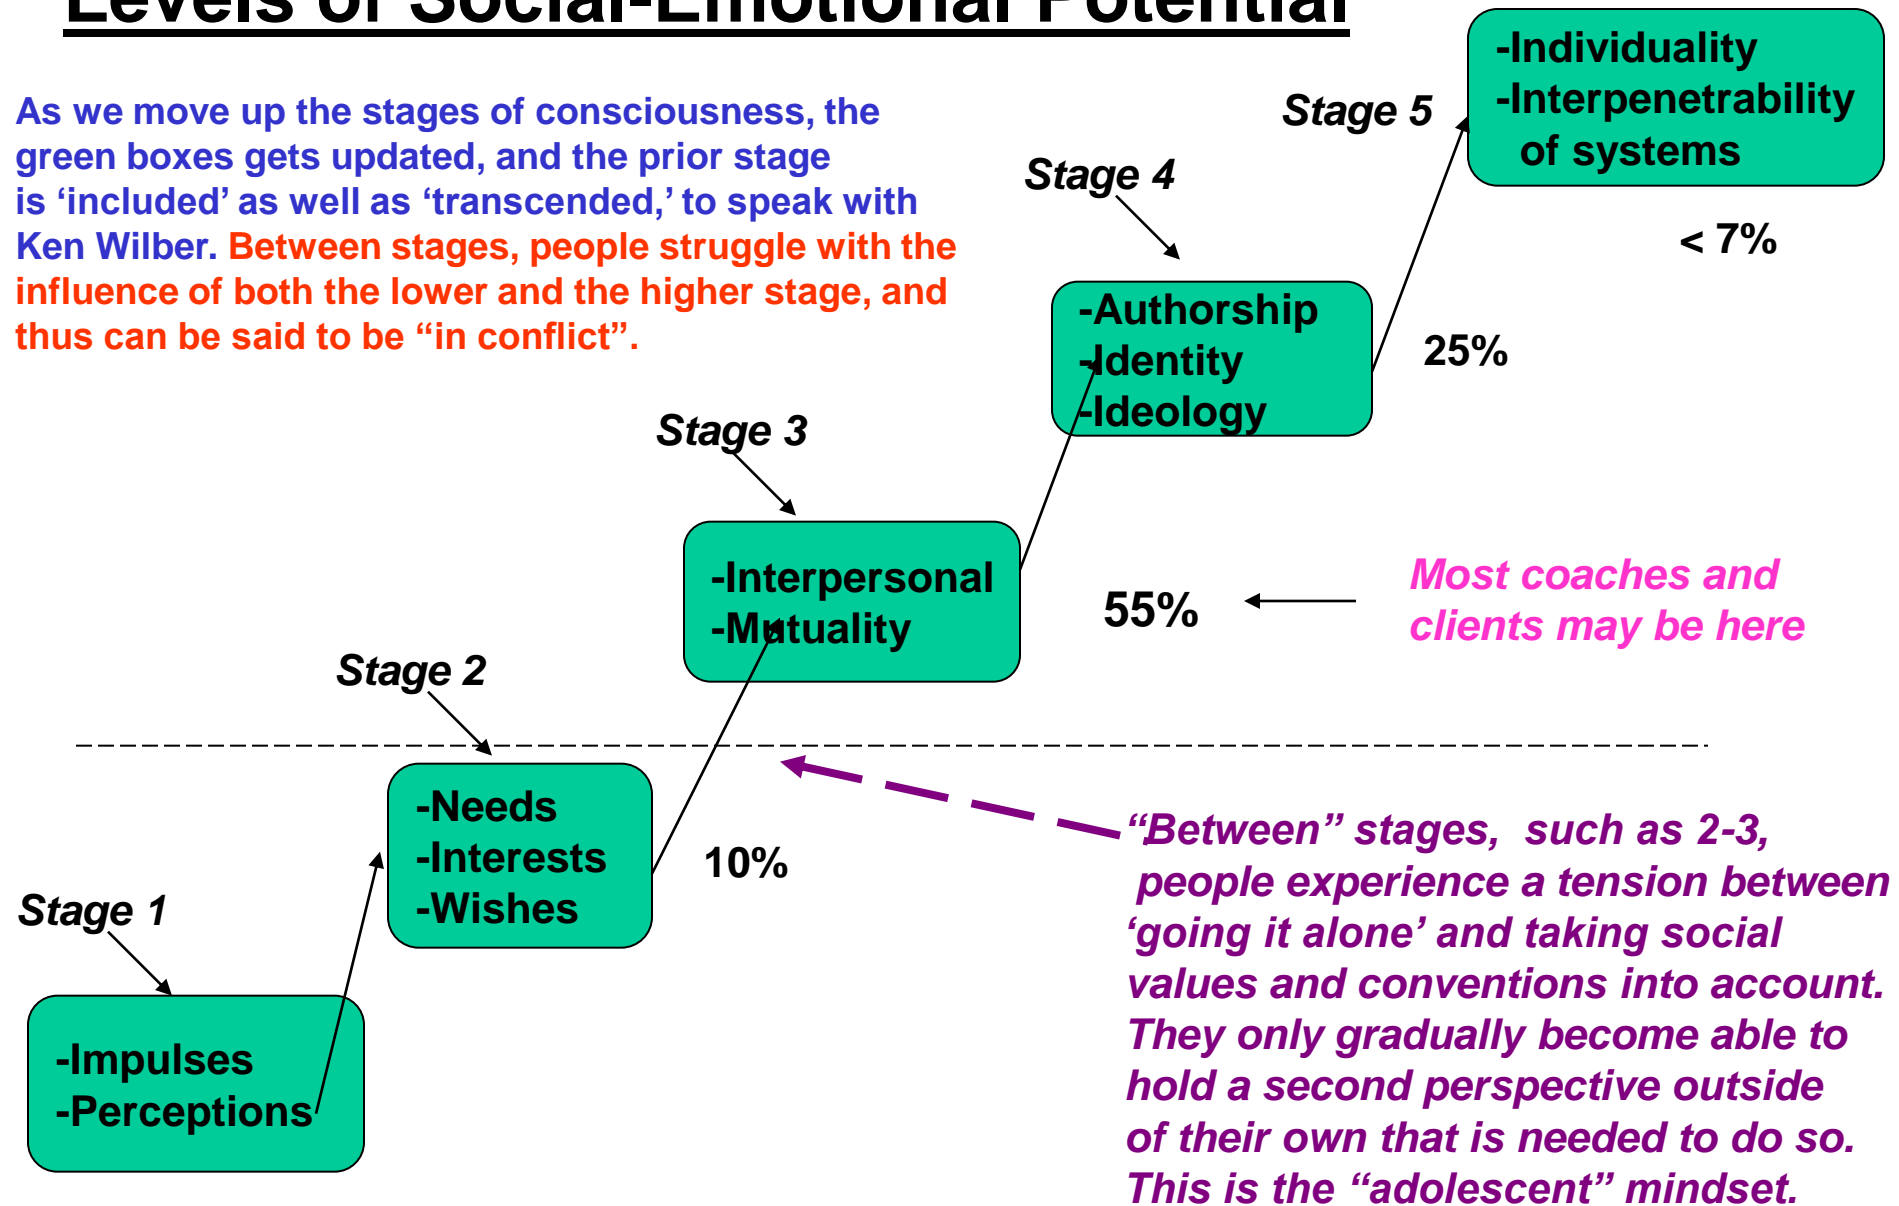 Levels of Social-Emotional Potential
As we move up the stages of consciousness, the
green boxes gets updated, and the prior stage
is ‘included’ as well as ‘transcended,’ to speak with
Ken Wilber. Between stages, people struggle with the
influence of both the lower and the higher stage, and
thus can be said to be “in conflict”.
Stage 5
-Individuality
-Interpenetrability
of systems
< 7%
Stage 4
-Authorship
-Identity
-Ideology
25%
Stage 3
-Interpersonal
-Mutuality
55%
Most coaches and
clients may be here
Stage 2
-Needs
-Interests
-Wishes
10%
Stage 1
-Impulses
-Perceptions
“Between” stages, such as 2-3,
people experience a tension between
‘going it alone’ and taking social
values and conventions into account.
They only gradually become able to
hold a second perspective outside
of their own that is needed to do so.
This is the “adolescent” mindset.